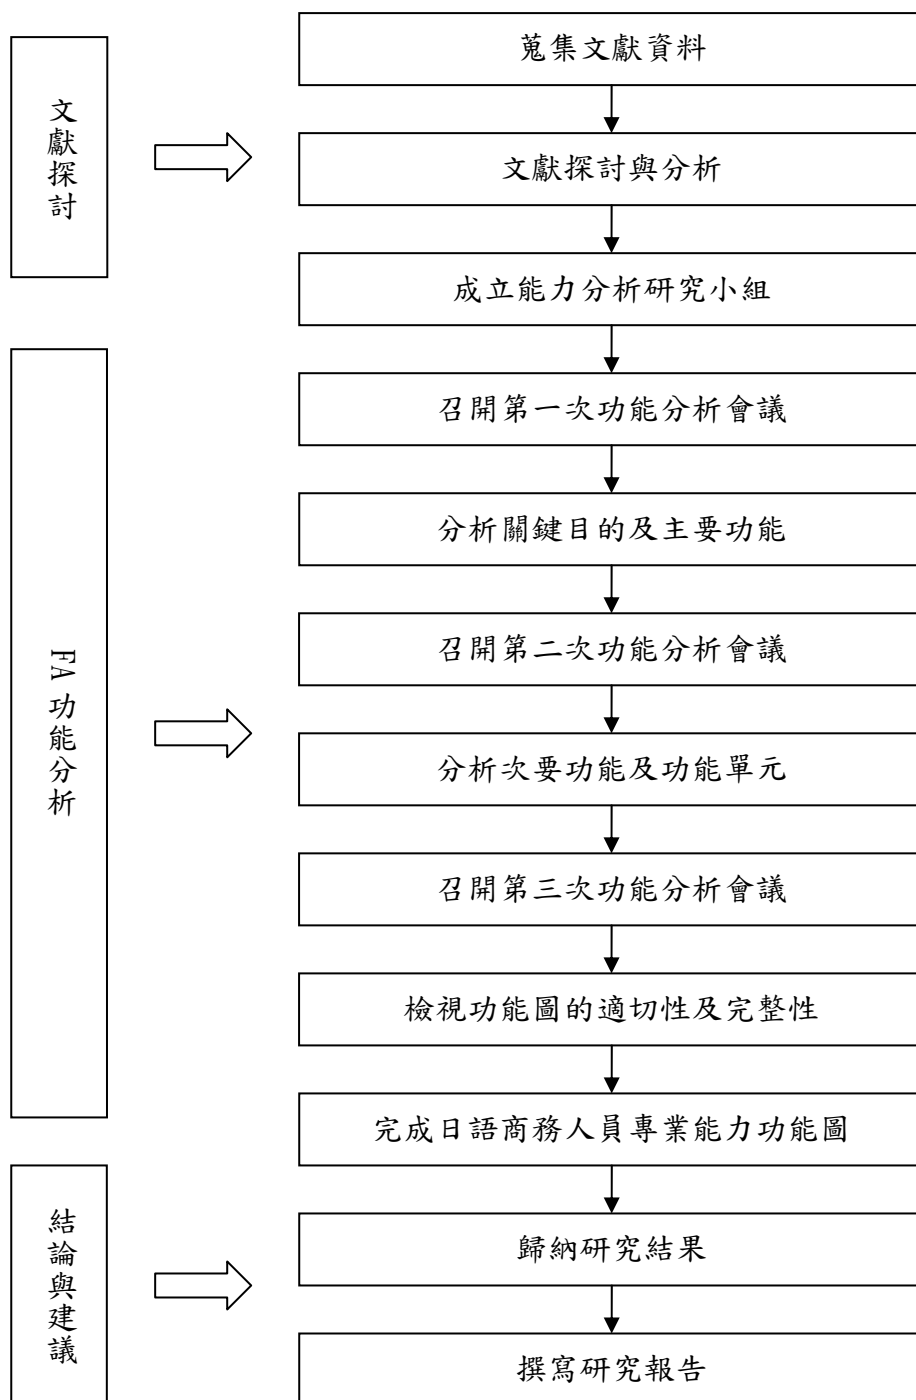 文獻探討
蒐集文獻資料
文獻探討與分析
成立能力分析研究小組
FA 功能分析
召開第一次功能分析會議
分析關鍵目的及主要功能
召開第二次功能分析會議
分析次要功能及功能單元
召開第三次功能分析會議
檢視功能圖的適切性及完整性
完成日語商務人員專業能力功能圖
結論與建議
歸納研究結果
撰寫研究報告